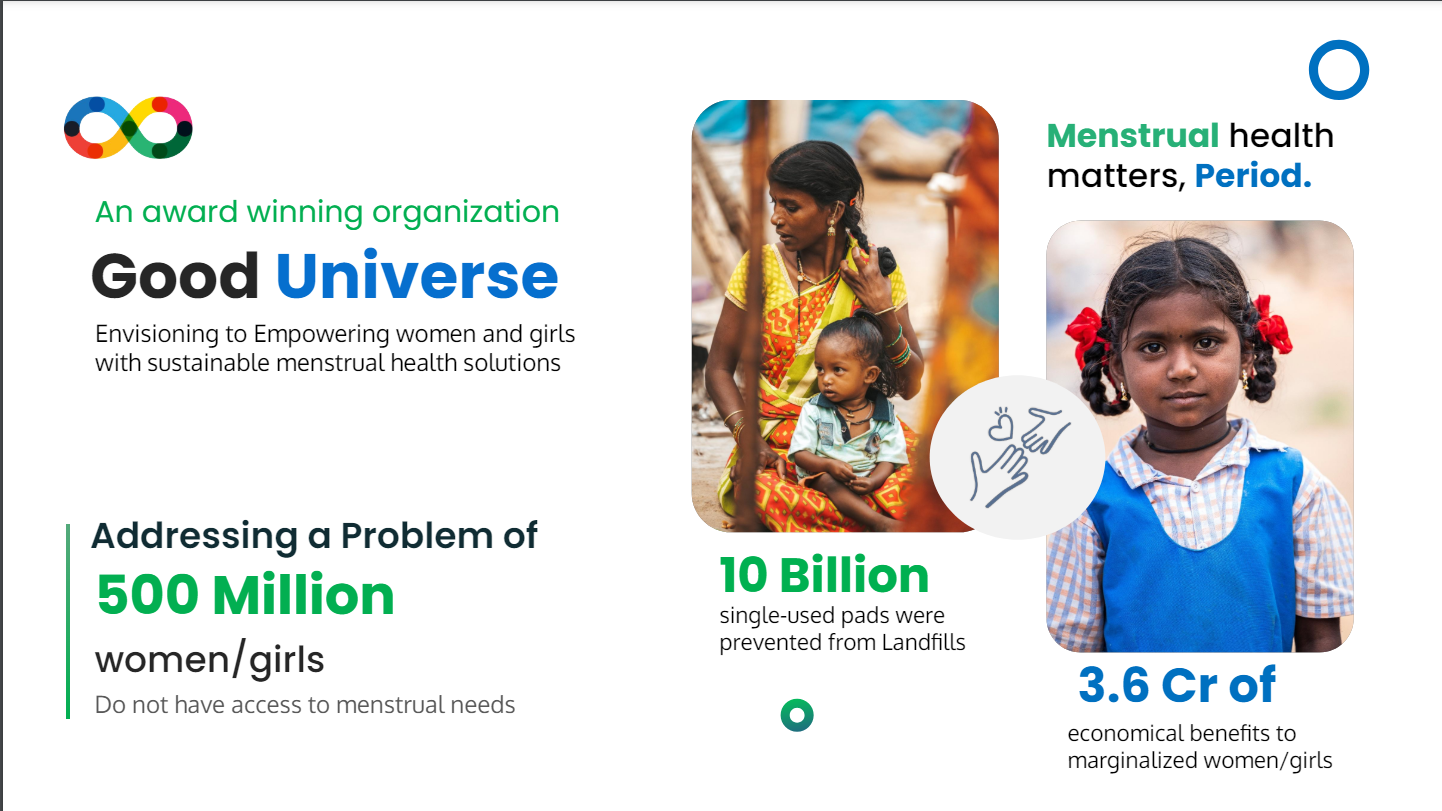 An award winning organization
Good Universe
Envisioning to Empowering women and girls
with sustainable menstrual health solutions
Addressing a Problem of
500 Million
women/girls
Do not have access to menstrual needs
10 Billion
single-used pads were
prevented from Landfills
Menstrual health
matters, Period.
3.6 Cr of
economical benefits to
marginalized women/girls